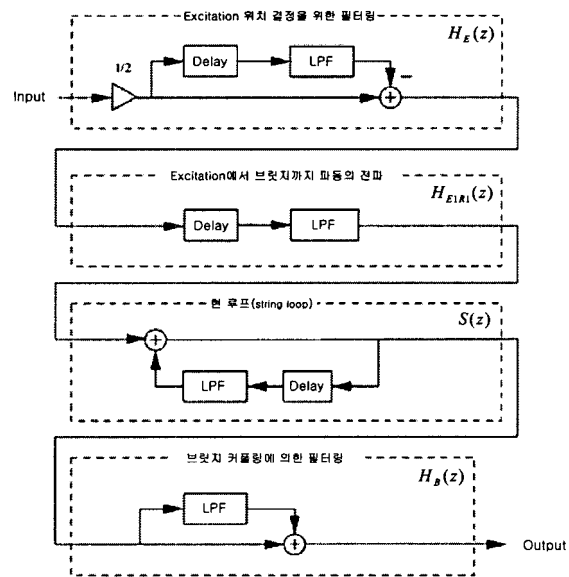 Excitation 위치 결정을 위한 필터링
H_E(z)
1/2
Delay
LPF
−
Input
+
Excitation에서 브릿지까지 파동의 전파
H_{E1R1}(z)
Delay
LPF
현 루프(string loop)
S(z)
+
LPF
Delay
브릿지 커플링에 의한 필터링
H_B(z)
LPF
+
Output